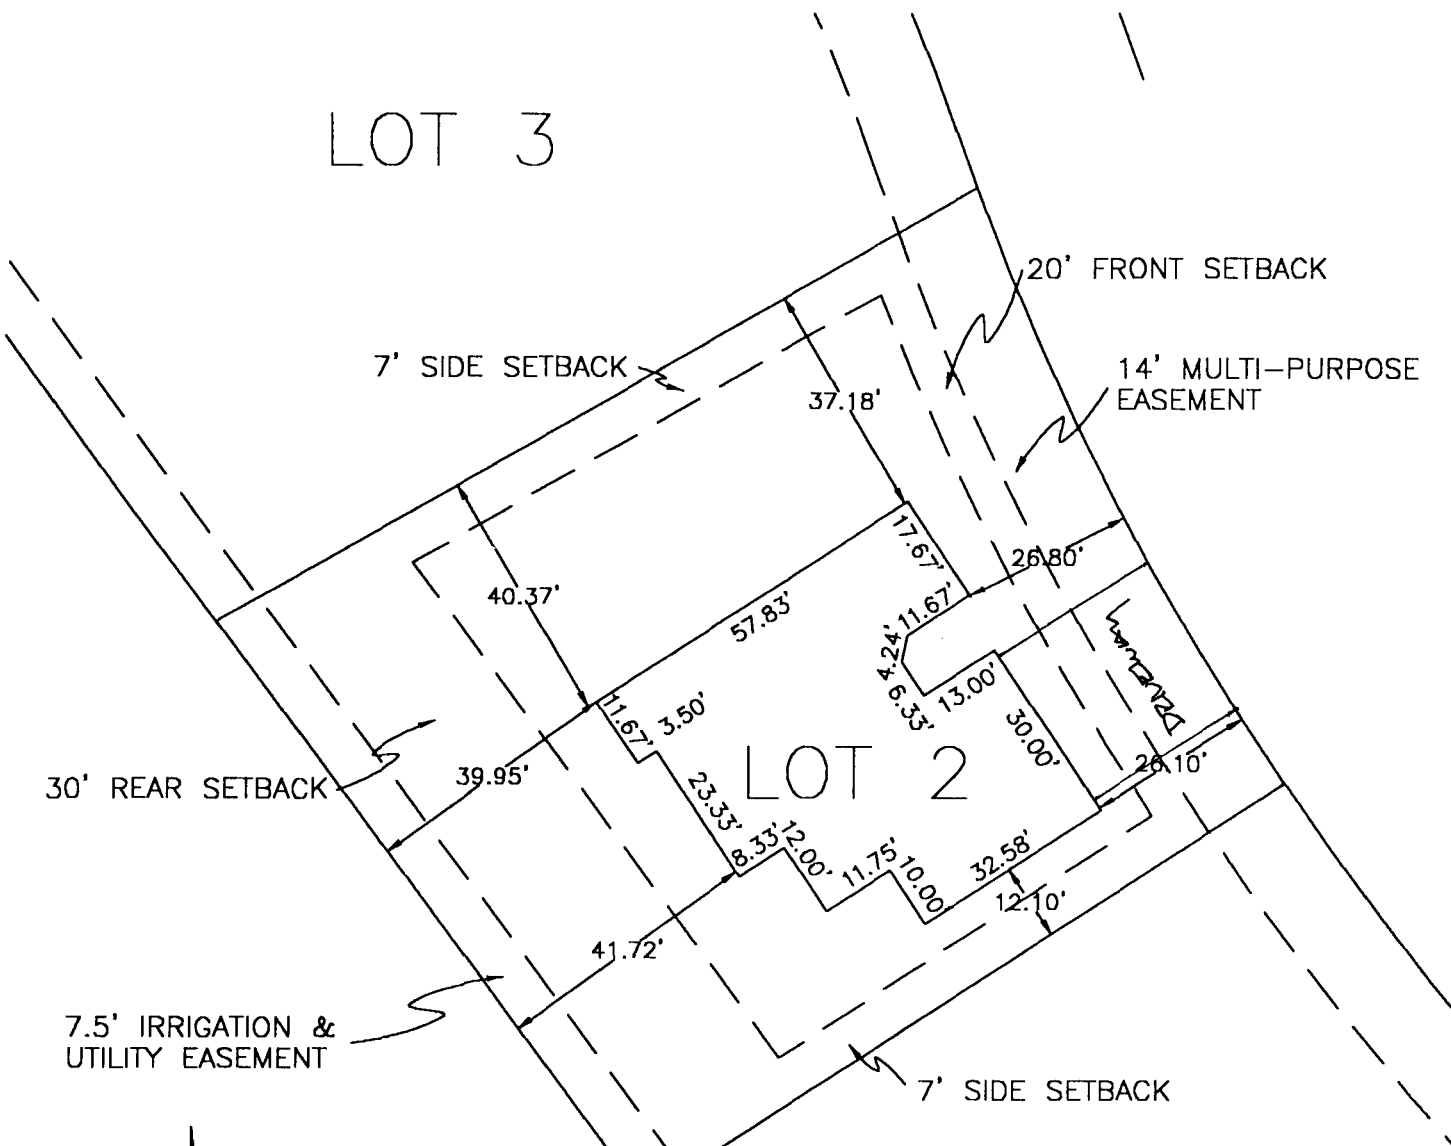 LOT 3
20' FRONT SETBACK
7' SIDE SETBACK
14' MULTI-PURPOSE
EASEMENT
37.18'
17.67'
26.80'
40.37'
57.83'
11.67'
4.24'
6.33'
13.00'
DRIVEWAY
11.67'
3.50'
30.00'
LOT 2
30' REAR SETBACK
39.95'
26.10'
23.33'
8.33'
12.00'
11.75'
10.00'
32.58'
12.10'
41.72'
7.5' IRRIGATION &
UTILITY EASEMENT
7' SIDE SETBACK